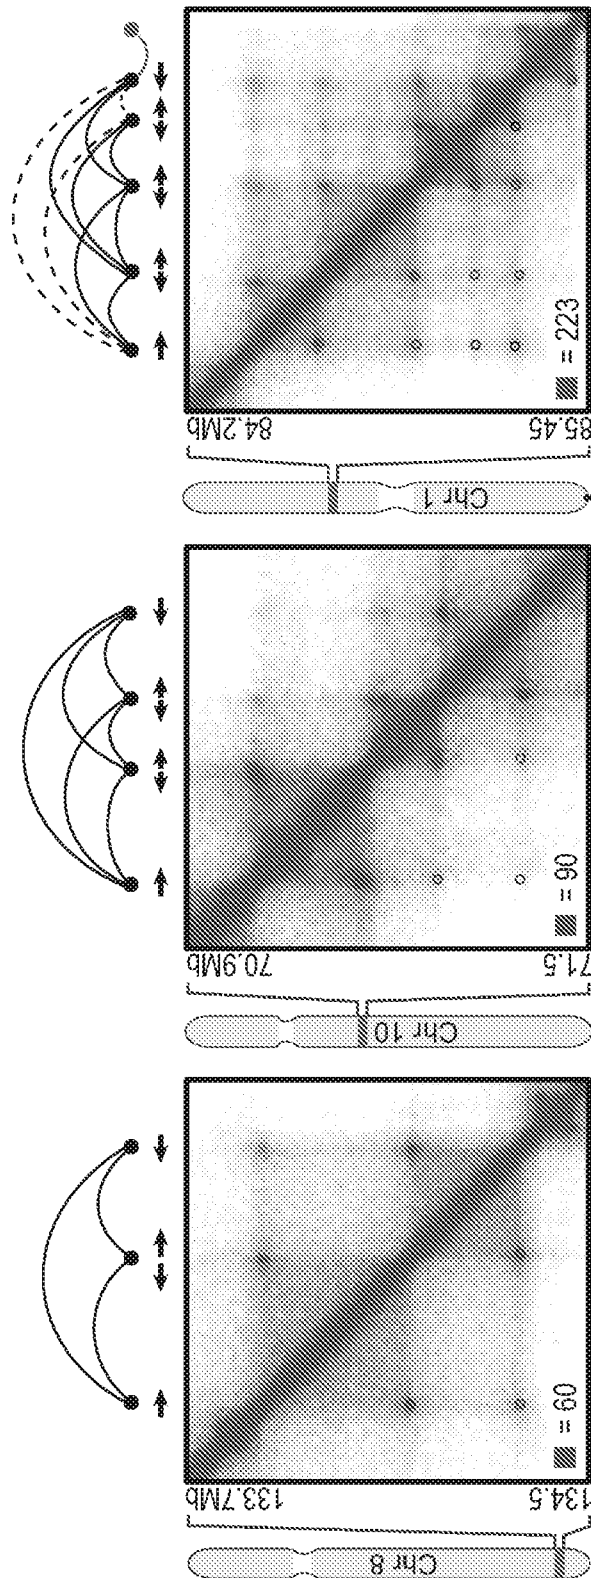 84.2Mb
85.45
= 223
Chr 1
70.9Mb
71.5
= 90
Chr 10
133.7Mb
134.5
= 60
Chr 8